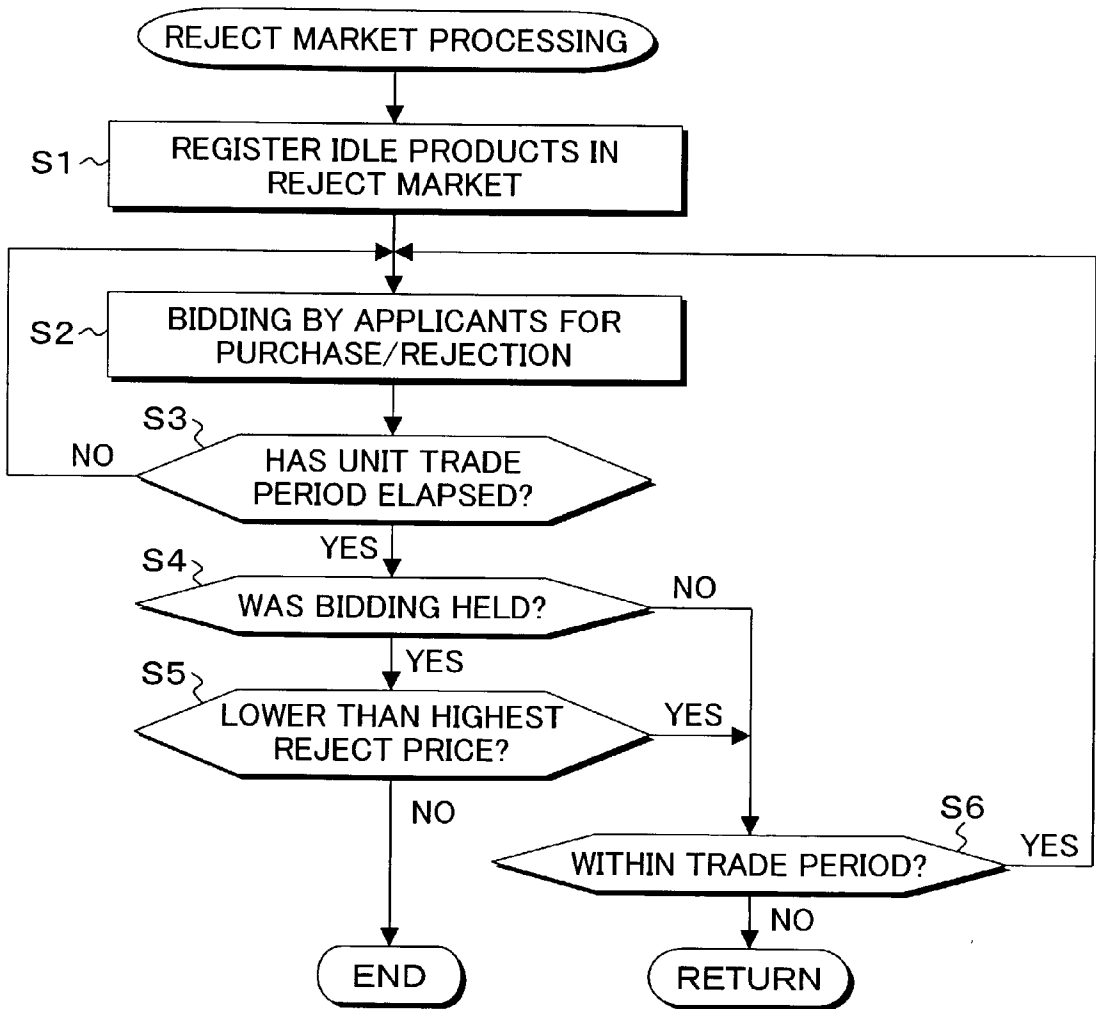 REJECT MARKET PROCESSING
S1
REGISTER IDLE PRODUCTS IN
REJECT MARKET
S2
BIDDING BY APPLICANTS FOR
PURCHASE/REJECTION
S3
NO
HAS UNIT TRADE
PERIOD ELAPSED?
YES
S4
WAS BIDDING HELD?
NO
YES
S5
LOWER THAN HIGHEST
REJECT PRICE?
YES
NO
S6
WITHIN TRADE PERIOD?
YES
NO
END
RETURN